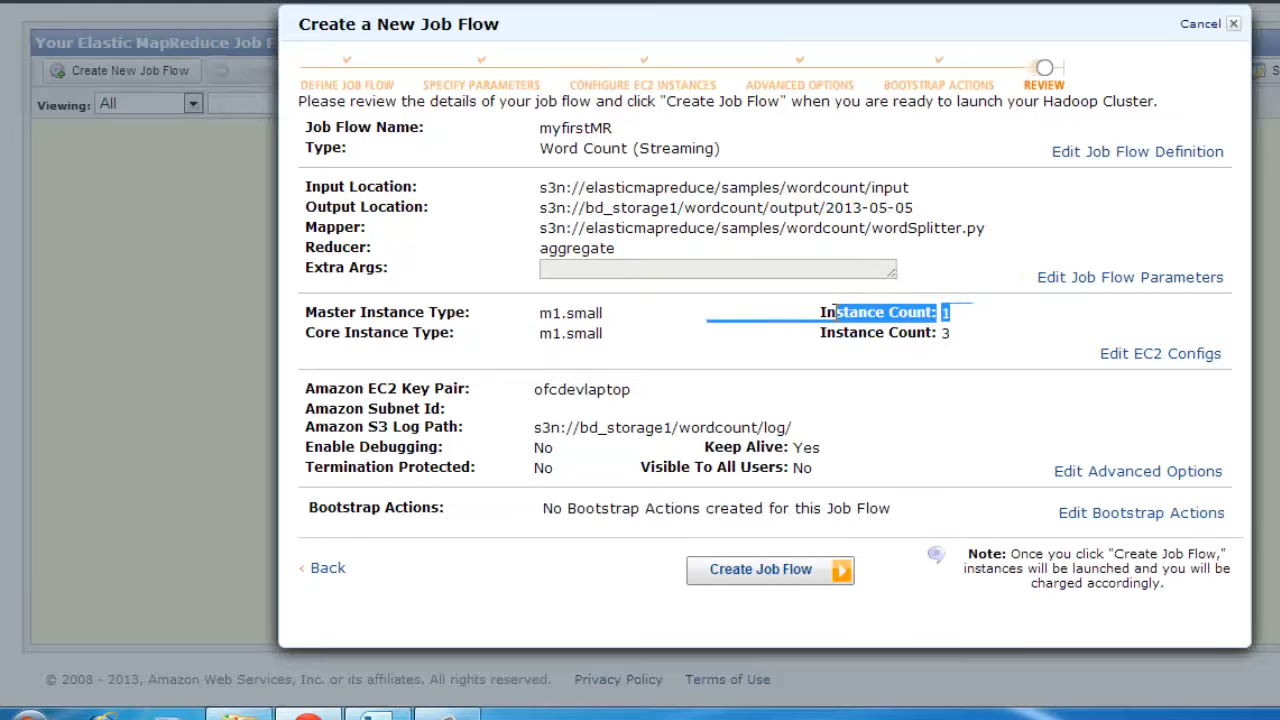 Create a New Job Flow
Cancel
Your Elastic MapReduce Job F
Create New Job Flow
Viewing: All
DEFINE JOB FLOW SPECIFY PARAMETERS CONFIGURE EC2 INSTANCES ADVANCED OPTIONS BOOTSTRAP ACTIONS REVIEW
Please review the details of your job flow and click "Create Job Flow" when you are ready to launch your Hadoop Cluster.
Job Flow Name: myfirstMR
Type: Word Count (Streaming)
Edit Job Flow Definition
Input Location: s3n://elasticmapreduce/samples/wordcount/input
Output Location: s3n://bd_storage1/wordcount/output/2013-05-05
Mapper: s3n://elasticmapreduce/samples/wordcount/wordSplitter.py
Reducer: aggregate
Extra Args:
Edit Job Flow Parameters
Master Instance Type: m1.small Instance Count: 1
Core Instance Type: m1.small Instance Count: 3
Edit EC2 Configs
Amazon EC2 Key Pair: ofcdevlaptop
Amazon Subnet Id:
Amazon S3 Log Path: s3n://bd_storage1/wordcount/log/
Enable Debugging: No Keep Alive: Yes
Termination Protected: No Visible To All Users: No
Edit Advanced Options
Bootstrap Actions: No Bootstrap Actions created for this Job Flow
Edit Bootstrap Actions
< Back
Create Job Flow
Note: Once you click "Create Job Flow,"
instances will be launched and you will be
charged accordingly.
© 2008 - 2013, Amazon Web Services, Inc. or its affiliates. All rights reserved. Privacy Policy Terms of Use